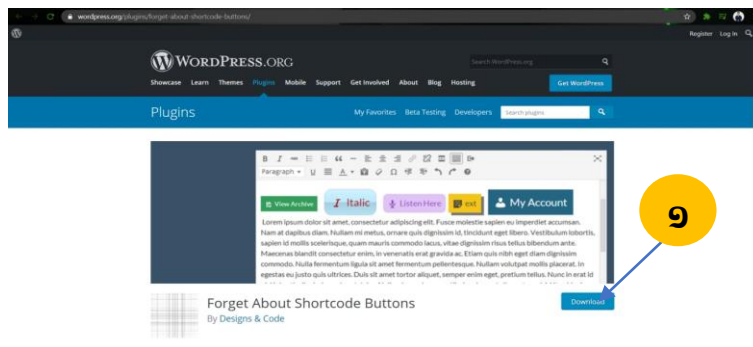 wordpress.org/plugins/forget-about-shortcode-buttons/
Register Log In
WORDPRESS.ORG
Search WordPress.org
Showcase Learn Themes Plugins Mobile Support Get Involved About Blog Hosting
Get WordPress
Plugins
My Favorites Beta Testing Developers
Search plugins
Paragraph
View Archive
Italic
Listen Here
ext
My Account
Lorem ipsum dolor sit amet, consectetur adipiscing elit. Fusce molestie sapien eu imperdiet accumsan.
Nam at dapibus diam. Nullam mi metus, ornare quis dignissim id, tincidunt eget libero. Vestibulum lobortis,
sapien id mollis scelerisque, quam mauris commodo lacus, vitae dignissim risus tellus bibendum ante.
Maecenas blandit consectetur enim, in venenatis erat gravida ac. Etiam quis nibh eget diam dignissim
commodo. Nulla fermentum ligula sit amet fermentum pellentesque. Nullam volutpat mollis placerat. In
egestas eu justo quis ultrices. Duis sit amet tortor aliquet, semper enim eget, pretium tellus. Nunc in erat id
໑
Forget About Shortcode Buttons
By Designs & Code
Download